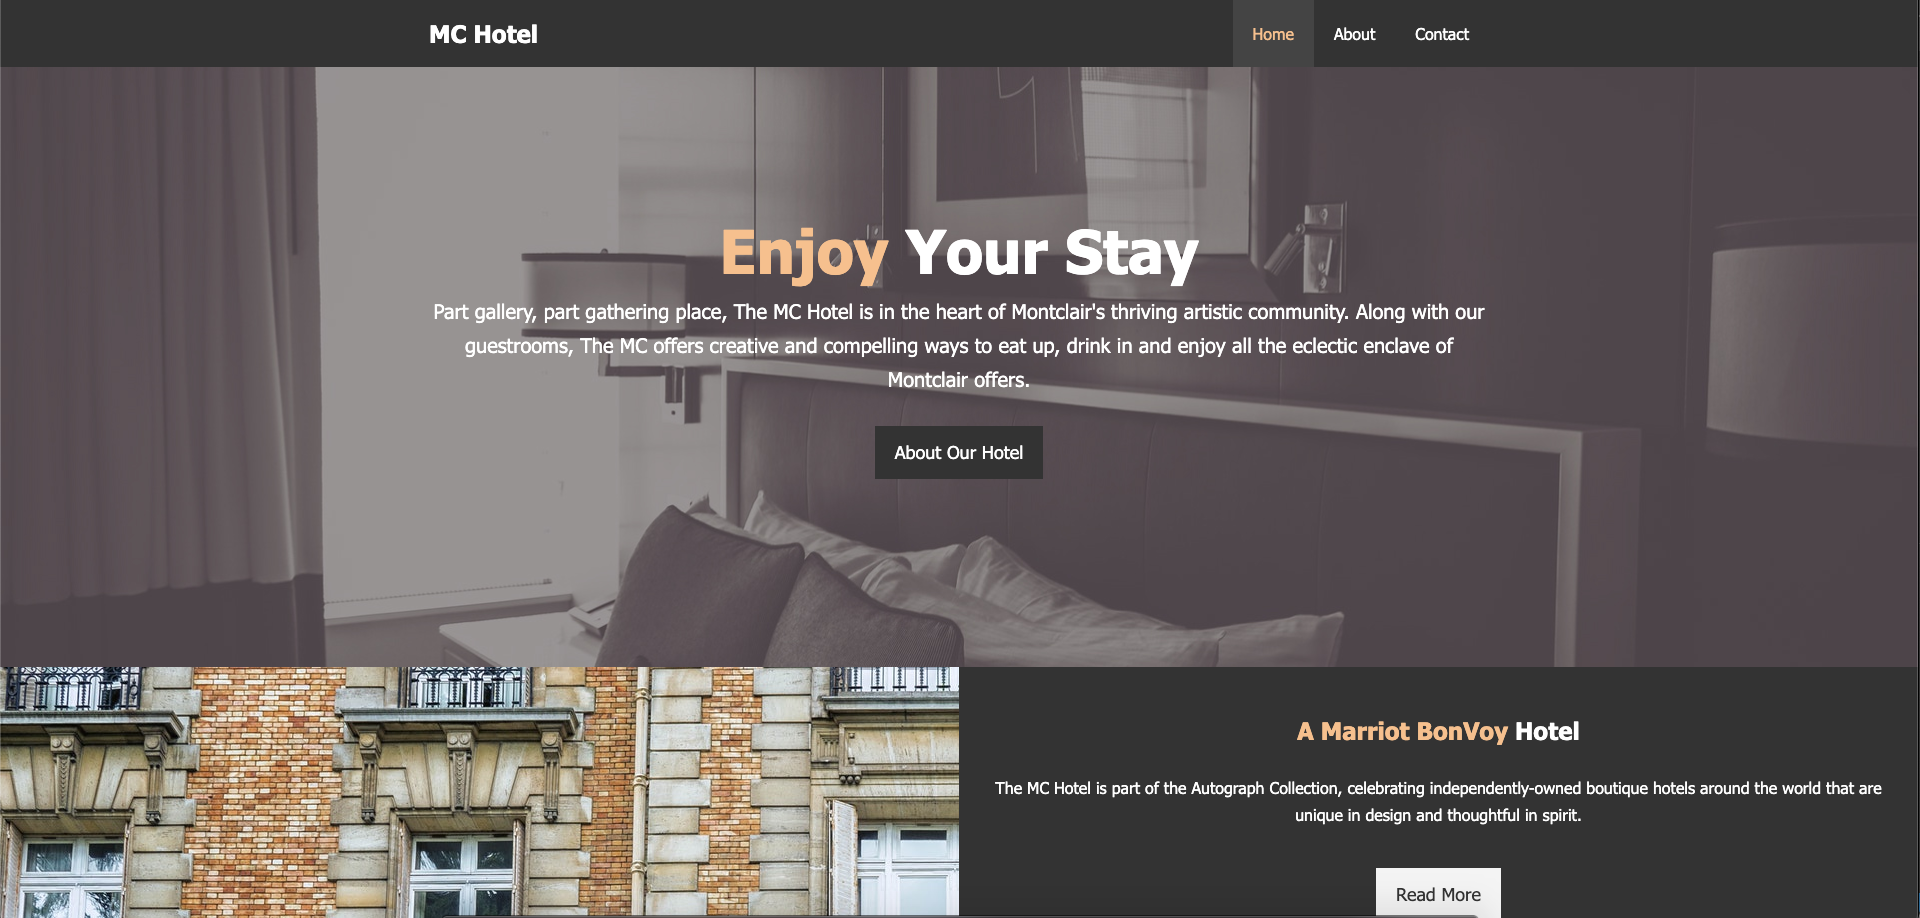 MC Hotel
Home About Contact
Enjoy Your Stay
Part gallery, part gathering place, The MC Hotel is in the heart of Montclair's thriving artistic community. Along with our
guestrooms, The MC offers creative and compelling ways to eat up, drink in and enjoy all the eclectic enclave of
Montclair offers.
About Our Hotel
A Marriot BonVoy Hotel
The MC Hotel is part of the Autograph Collection, celebrating independently-owned boutique hotels around the world that are
unique in design and thoughtful in spirit.
Read More